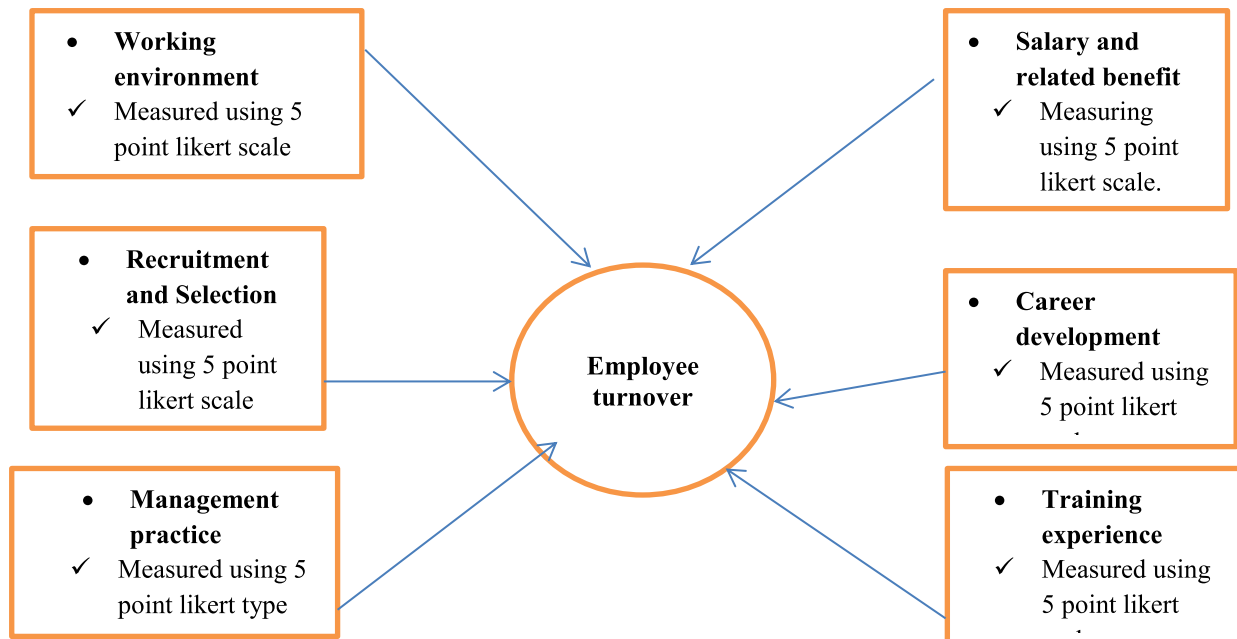 • Working
environment
✓ Measured using 5
point likert scale
• Recruitment
and Selection
✓ Measured
using 5 point
likert scale
• Management
practice
✓ Measured using 5
point likert type
Employee
turnover
• Salary and
related benefit
✓ Measuring
using 5 point
likert scale.
• Career
development
✓ Measured using
5 point likert
• Training
experience
✓ Measured using
5 point likert